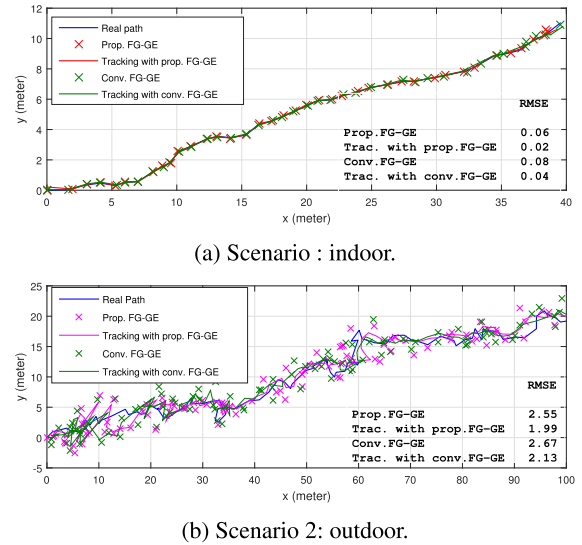 12
10
8
6
4
2
0
y (meter)
Real path
Prop. FG-GE
Tracking with prop. FG-GE
Conv. FG-GE
Tracking with conv. FG-GE
RMSE
Prop.FG-GE 0.06
Trac. with prop.FG-GE 0.02
Conv.FG-GE 0.08
Trac. with conv.FG-GE 0.04
0 5 10 15 20 25 30 35 40
x (meter)
(a) Scenario : indoor.
25
20
15
10
5
0
-5
y (meter)
Real Path
Prop. FG-GE
Tracking with prop. FG-GE
Conv. FG-GE
Tracking with conv. FG-GE
RMSE
Prop.FG-GE 2.55
Trac. with prop.FG-GE 1.99
Conv.FG-GE 2.67
Trac. with conv.FG-GE 2.13
0 10 20 30 40 50 60 70 80 90 100
x (meter)
(b) Scenario 2: outdoor.